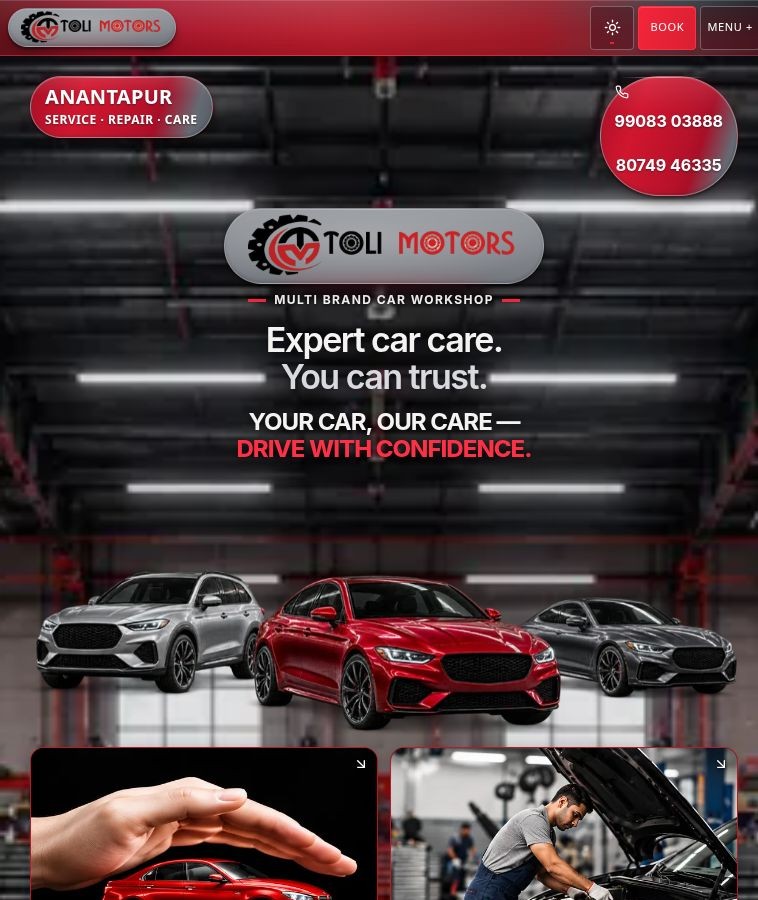 TOLI MOTORS
BOOK
MENU +
ANANTAPUR
SERVICE · REPAIR · CARE
99083 03888
80749 46335
TOLI MOTORS
MULTI BRAND CAR WORKSHOP
Expert car care.
You can trust.
YOUR CAR, OUR CARE —
DRIVE WITH CONFIDENCE.